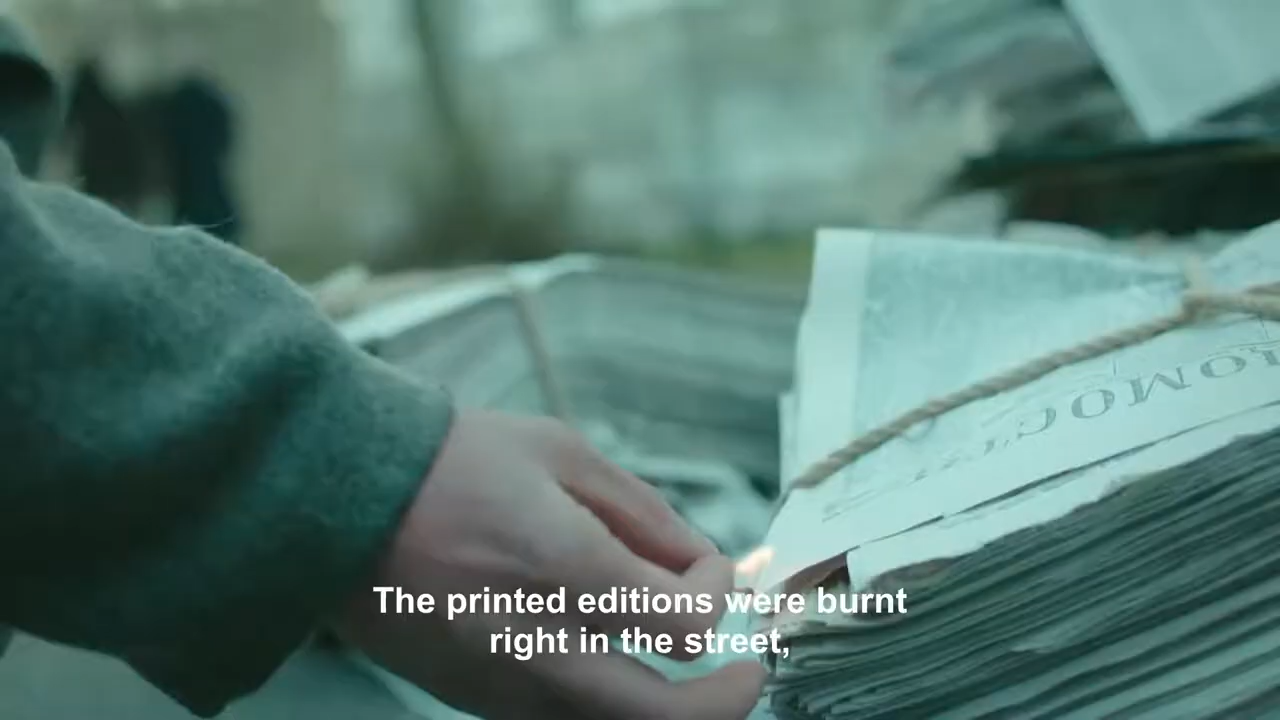 The printed editions were burnt
right in the street,